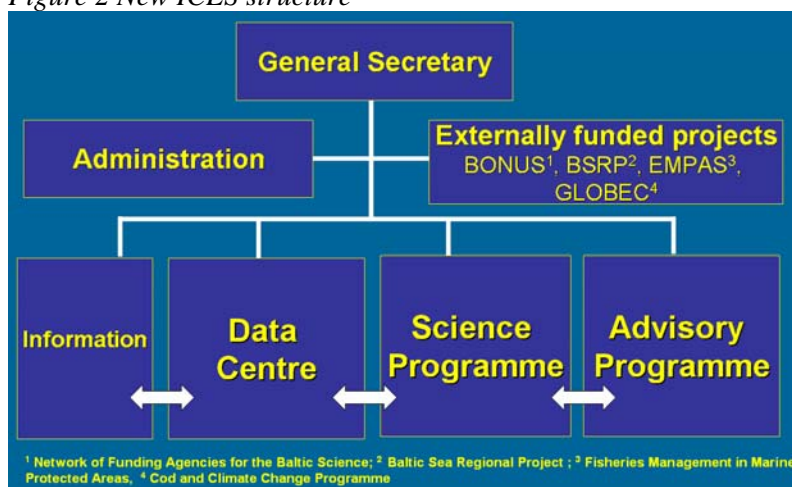 Figure 2 New ICES structure
General Secretary
Administration
Externally funded projects
BONUS¹, BSRP², EMPAS³,
GLOBEC⁴
Information
Data
Centre
Science
Programme
Advisory
Programme
¹ Network of Funding Agencies for the Baltic Science; ² Baltic Sea Regional Project ; ³ Fisheries Management in Marine
Protected Areas, ⁴ Cod and Climate Change Programme